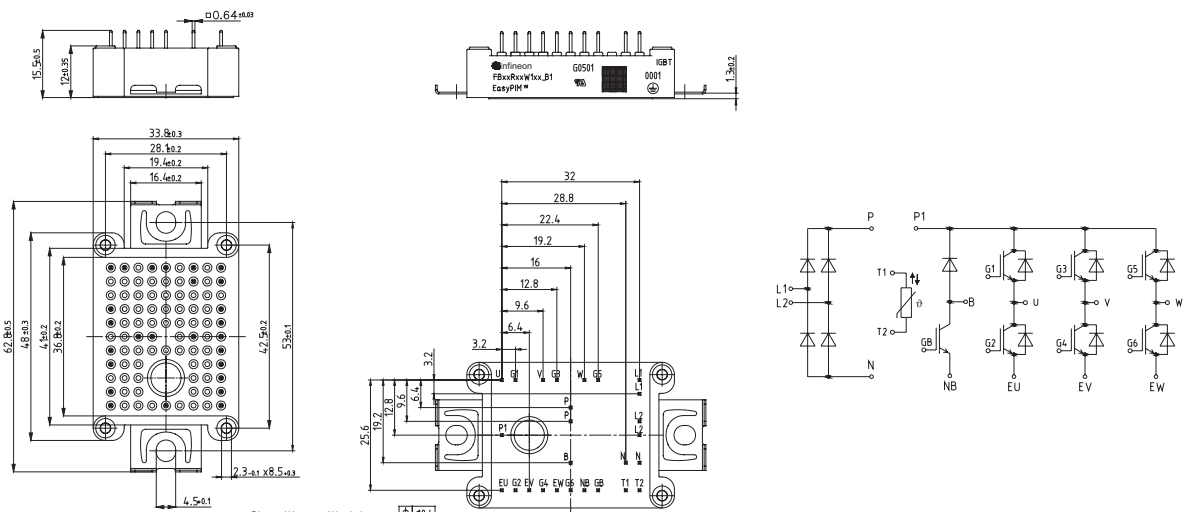 □0.64±0.03
15.5±0.5
12±0.35
infineon
FBxxRxxW1xx_B1
EasyPIM™
G0501
IGBT
0001
1.3±0.2
33.8±0.3
28.1±0.2
19.4±0.2
16.4±0.2
62.8±0.5
48±0.3
41±0.2
36.8±0.2
42.5±0.2
53±0.1
2.3-0.1 x8.5+0.3
4.5±0.1
32
28.8
22.4
19.2
16
12.8
9.6
6.4
3.2
3.2
6.4
9.6
12.8
19.2
25.6
U G1 V G3 W G5 L1
L1
P
P L2
P1 L2
B N N
EU G2 EV G4 EW G6 NB GB T1 T2
P P1
T1 G1 G3 G5
L1
L2 ϑ B U V W
T2
GB G2 G4 G6
N
NB EU EV EW